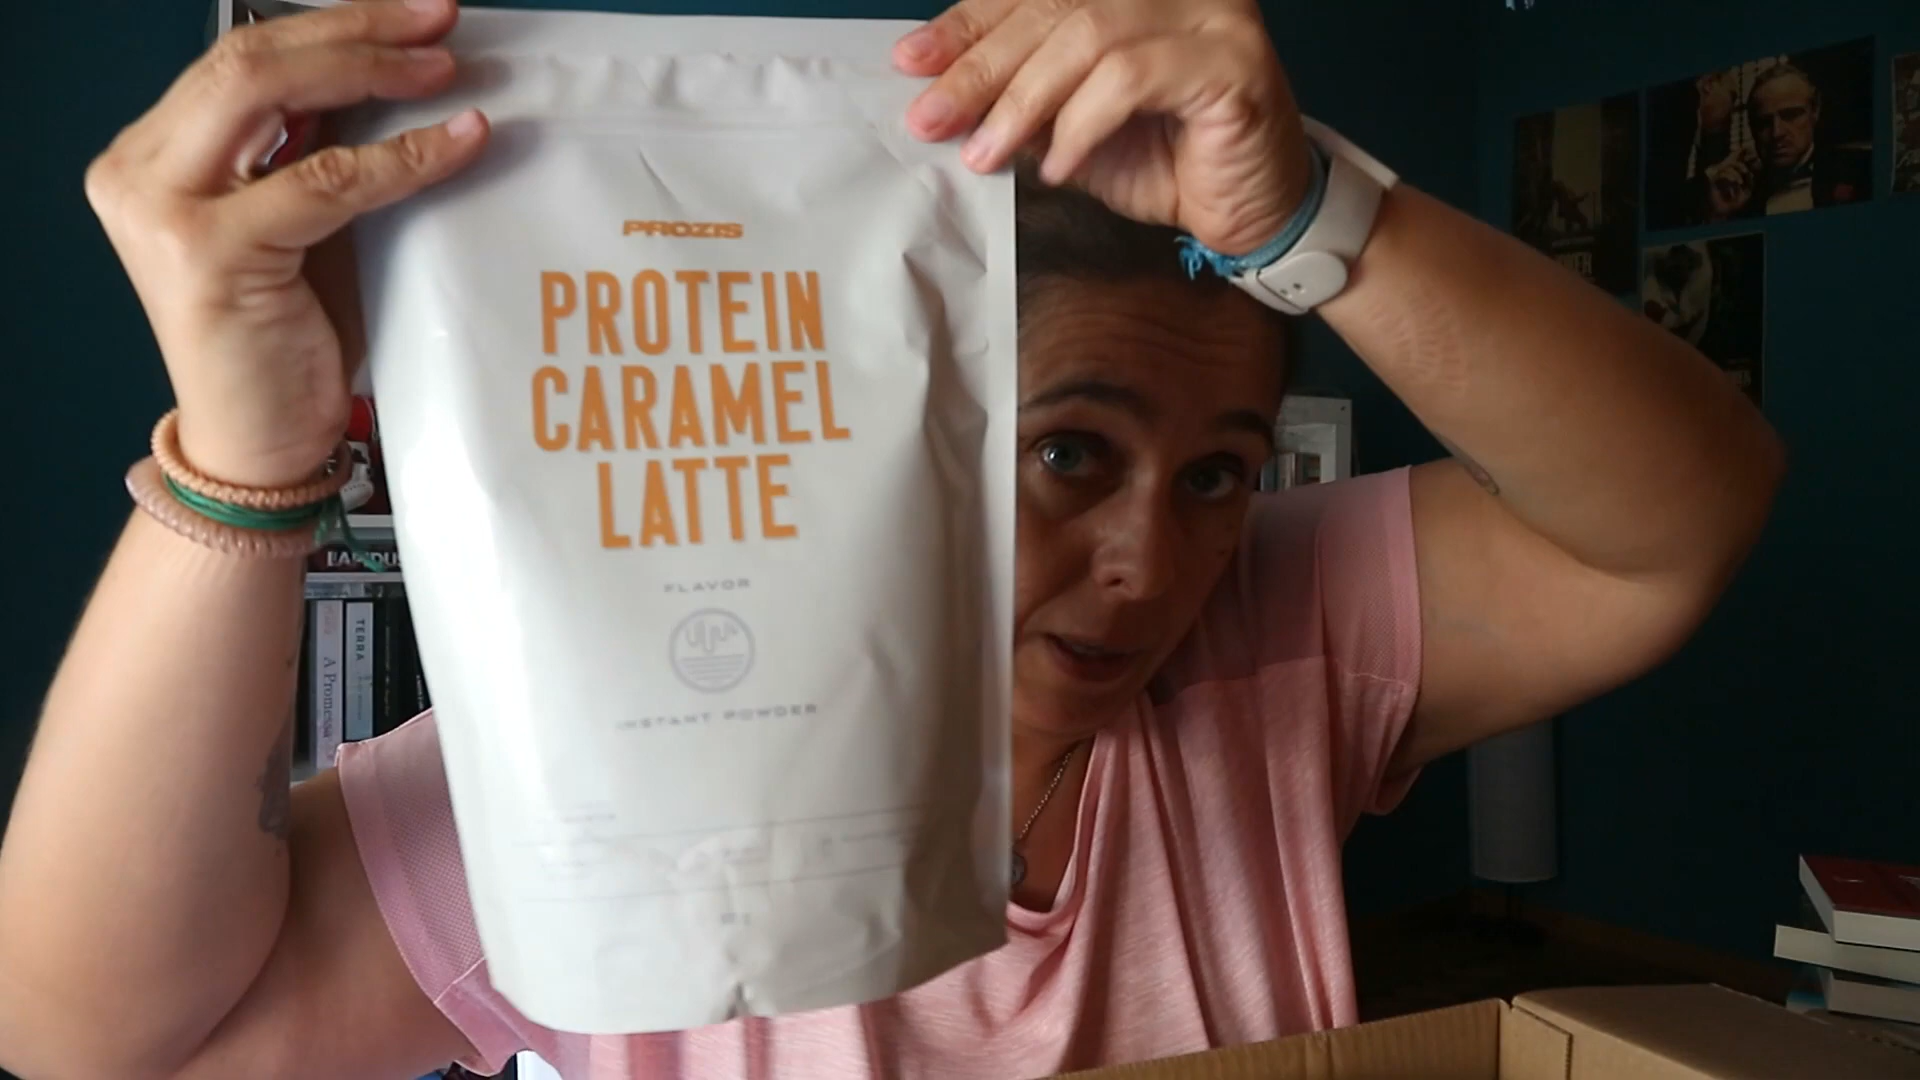 PROZIS
PROTEIN
CARAMEL
LATTE
FLAVOR
INSTANT POWDER
TERRA
A Promessa